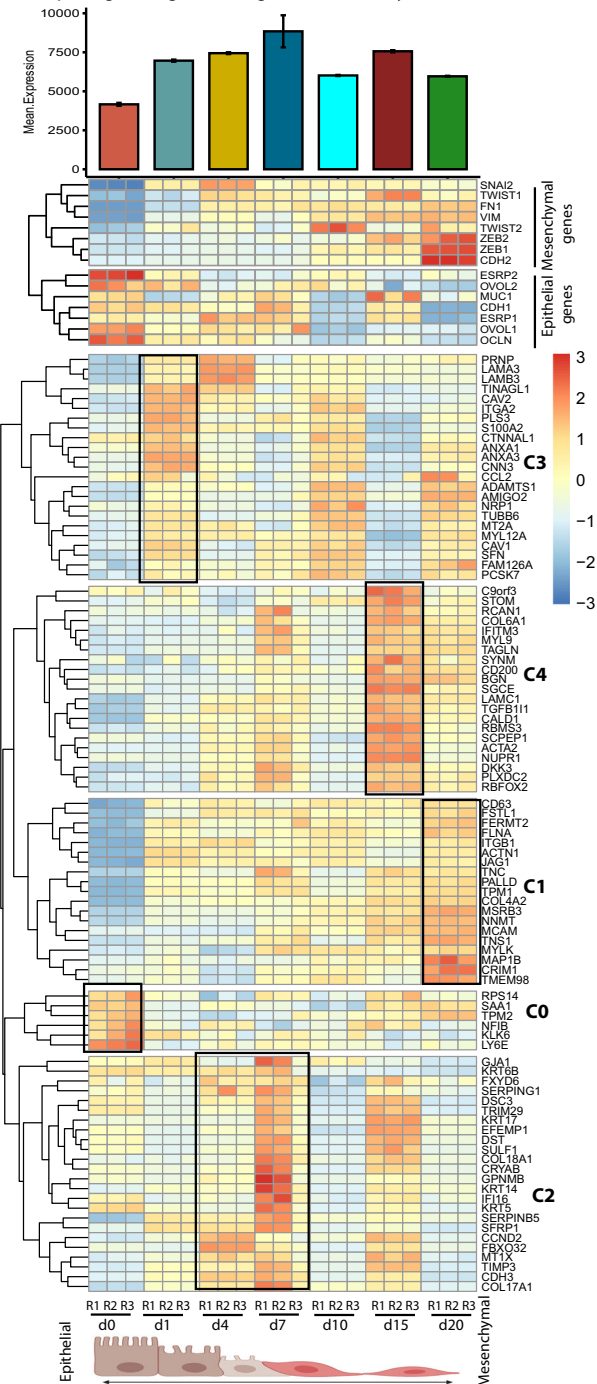 10000
7500
5000
2500
0
Mean.Expression
SNAI2
TWIST1
FN1
VIM
TWIST2
ZEB2
ZEB1
CDH2
Mesenchymal
genes
ESRP2
OVOL2
MUC1
CDH1
ESRP1
OVOL1
OCLN
Epithelial
genes
3
2
1
0
−1
−2
−3
PRNP
LAMA3
LAMB3
TINAGL1
CAV2
ITGA2
PLS3
S100A2
CTNNAL1
ANXA1
ANXA3
CNN3
CCL2
ADAMTS1
AMIGO2
NRP1
TUBB6
MT2A
MYL12A
CAV1
SFN
FAM126A
PCSK7
C3
C9orf3
STOM
RCAN1
COL6A1
IFITM3
MYL9
TAGLN
SYNM
CD200
BGN
SGCE
LAMC1
TGFB1I1
CALD1
RBMS3
SCPEP1
ACTA2
NUPR1
DKK3
PLXDC2
RBFOX2
C4
CD63
FSTL1
FERMT2
FLNA
ITGB1
ACTN1
JAG1
TNC
PALLD
TPM1
COL4A2
MSRB3
NNMT
MCAM
TNS1
MYLK
MAP1B
CRIM1
TMEM98
C1
RPS14
SAA1
TPM2
NFIB
KLK6
LY6E
C0
GJA1
KRT6B
FXYD6
SERPING1
DSC3
TRIM29
KRT17
EFEMP1
DST
SULF1
COL18A1
CRYAB
GPNMB
KRT14
IFI16
KRT5
SERPINB5
SFRP1
CCND2
FBXO32
MT1X
TIMP3
CDH3
COL17A1
C2
R1 R2 R3 R1 R2 R3 R1 R2 R3 R1 R2 R3 R1 R2 R3 R1 R2 R3 R1 R2 R3
d0 d1 d4 d7 d10 d15 d20
Epithelial
Mesenchymal